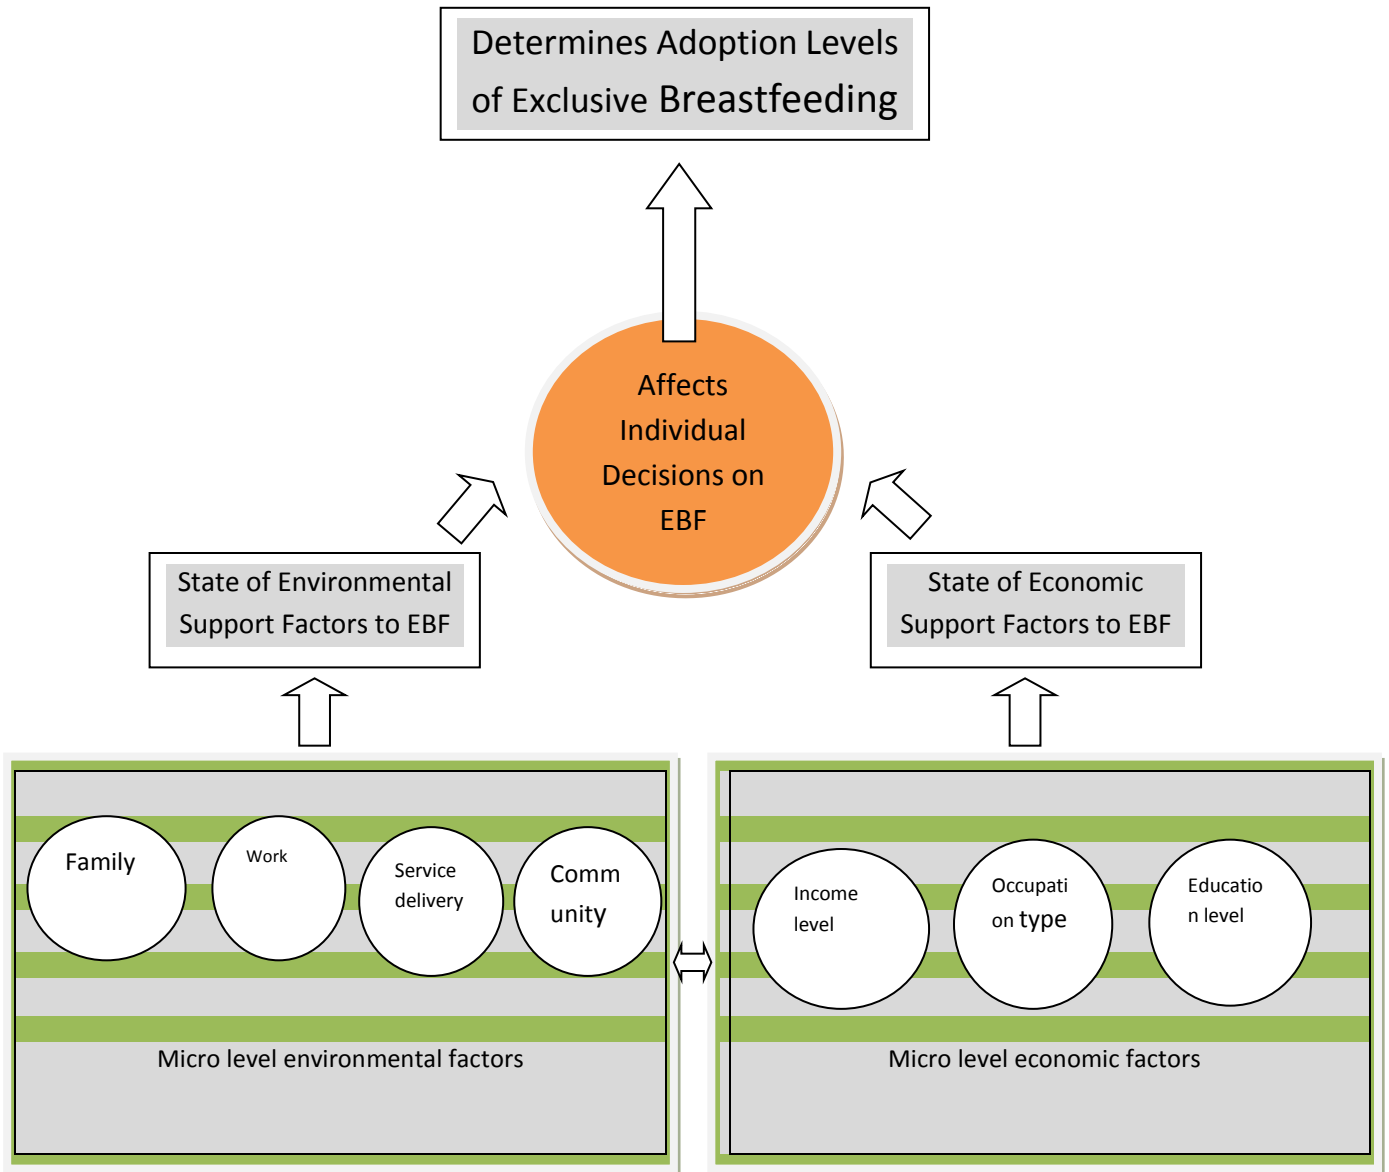 Determines Adoption Levels
of Exclusive Breastfeeding
Affects
Individual
Decisions on
EBF
State of Environmental
Support Factors to EBF
State of Economic
Support Factors to EBF
Family
Work
Service
delivery
Comm
unity
Income
level
Occupati
on type
Educatio
n level
Micro level environmental factors
Micro level economic factors